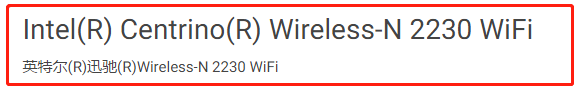 Intel(R) Centrino(R) Wireless-N 2230 WiFi
英特尔(R)迅驰(R)Wireless-N 2230 WiFi